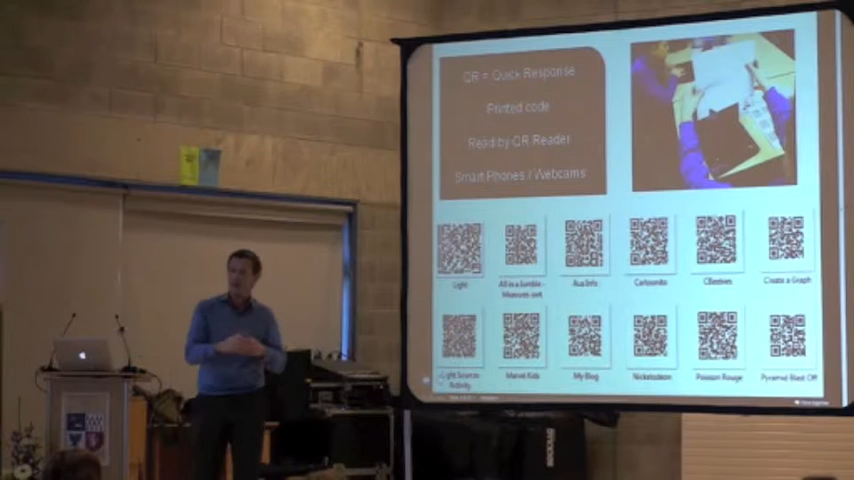 QR = Quick Response
Printed code
Read by QR Reader
Smart Phones / Webcams
Light
All in a Jumble -
Measures sort
Aua Info
Cartoonito
CBeebies
Create a Graph
Light Science
Activity
Marvel Kids
My Blog
Nickelodeon
Poisson Rouge
Pyramid Blast Off